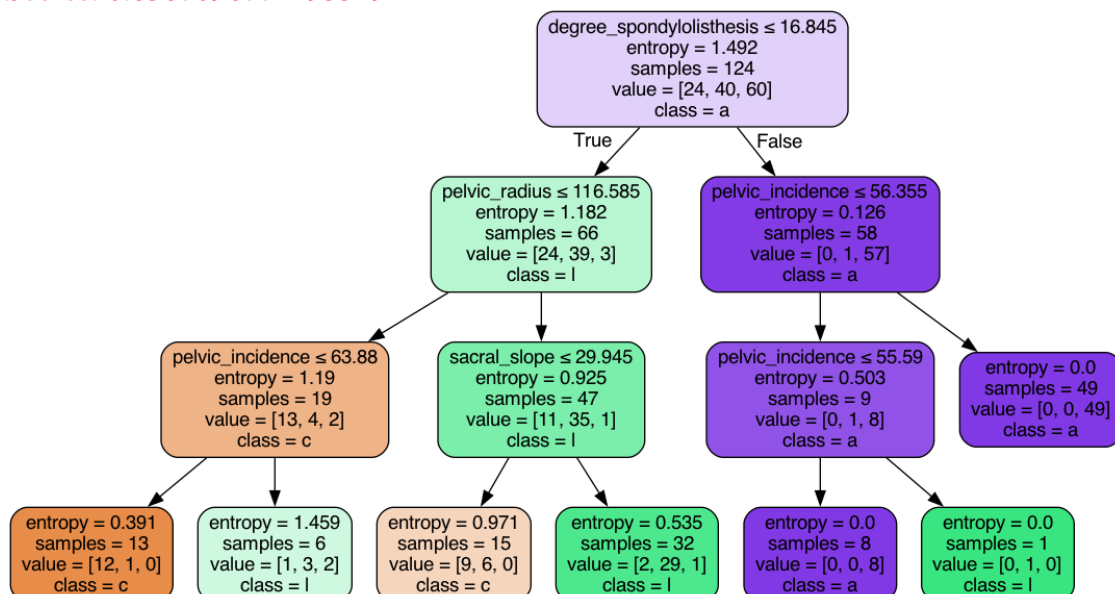 degree_spondylolisthesis ≤ 16.845
entropy = 1.492
samples = 124
value = [24, 40, 60]
class = a
True
False
pelvic_radius ≤ 116.585
entropy = 1.182
samples = 66
value = [24, 39, 3]
class = l
pelvic_incidence ≤ 56.355
entropy = 0.126
samples = 58
value = [0, 1, 57]
class = a
pelvic_incidence ≤ 63.88
entropy = 1.19
samples = 19
value = [13, 4, 2]
class = c
sacral_slope ≤ 29.945
entropy = 0.925
samples = 47
value = [11, 35, 1]
class = l
pelvic_incidence ≤ 55.59
entropy = 0.503
samples = 9
value = [0, 1, 8]
class = a
entropy = 0.0
samples = 49
value = [0, 0, 49]
class = a
entropy = 0.391
samples = 13
value = [12, 1, 0]
class = c
entropy = 1.459
samples = 6
value = [1, 3, 2]
class = l
entropy = 0.971
samples = 15
value = [9, 6, 0]
class = c
entropy = 0.535
samples = 32
value = [2, 29, 1]
class = l
entropy = 0.0
samples = 8
value = [0, 0, 8]
class = a
entropy = 0.0
samples = 1
value = [0, 1, 0]
class = l